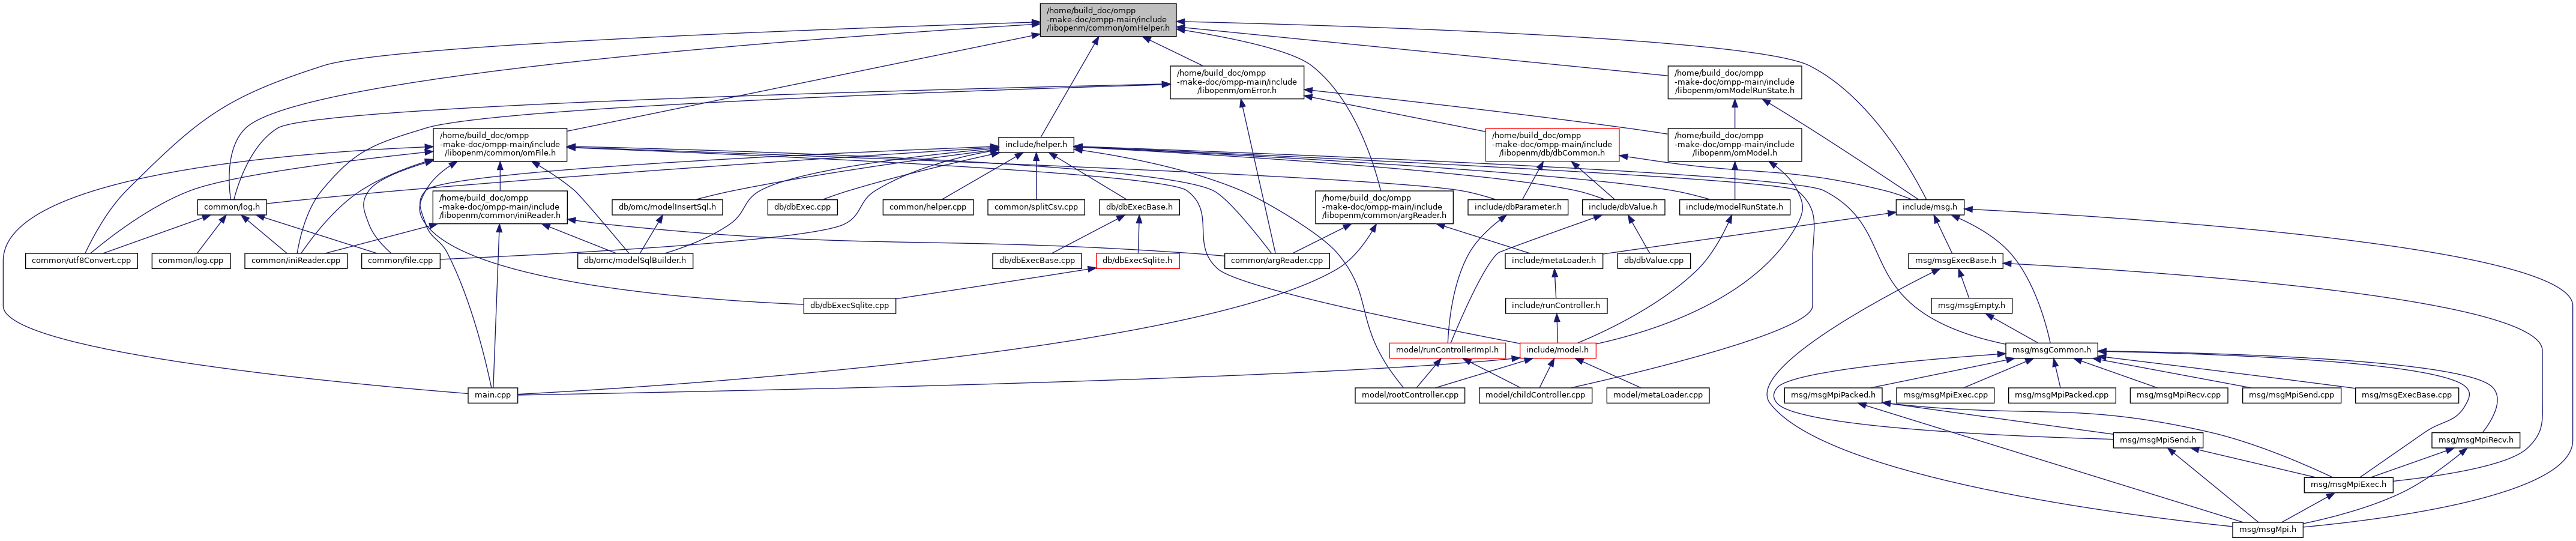 /home/build_doc/ompp
-make-doc/ompp-main/include
/libopenm/common/omHelper.h
/home/build_doc/ompp
-make-doc/ompp-main/include
/libopenm/omError.h
/home/build_doc/ompp
-make-doc/ompp-main/include
/libopenm/omModelRunState.h
/home/build_doc/ompp
-make-doc/ompp-main/include
/libopenm/common/omFile.h
include/helper.h
/home/build_doc/ompp
-make-doc/ompp-main/include
/libopenm/db/dbCommon.h
/home/build_doc/ompp
-make-doc/ompp-main/include
/libopenm/omModel.h
common/log.h
/home/build_doc/ompp
-make-doc/ompp-main/include
/libopenm/common/iniReader.h
db/omc/modelInsertSql.h
db/dbExec.cpp
common/helper.cpp
common/splitCsv.cpp
db/dbExecBase.h
/home/build_doc/ompp
-make-doc/ompp-main/include
/libopenm/common/argReader.h
include/dbParameter.h
include/dbValue.h
include/modelRunState.h
include/msg.h
common/utf8Convert.cpp
common/log.cpp
common/iniReader.cpp
common/file.cpp
db/omc/modelSqlBuilder.h
db/dbExecBase.cpp
db/dbExecSqlite.h
common/argReader.cpp
include/metaLoader.h
db/dbValue.cpp
msg/msgExecBase.h
db/dbExecSqlite.cpp
include/runController.h
msg/msgEmpty.h
model/runControllerImpl.h
include/model.h
msg/msgCommon.h
main.cpp
model/rootController.cpp
model/childController.cpp
model/metaLoader.cpp
msg/msgMpiPacked.h
msg/msgMpiExec.cpp
msg/msgMpiPacked.cpp
msg/msgMpiRecv.cpp
msg/msgMpiSend.cpp
msg/msgExecBase.cpp
msg/msgMpiSend.h
msg/msgMpiRecv.h
msg/msgMpiExec.h
msg/msgMpi.h